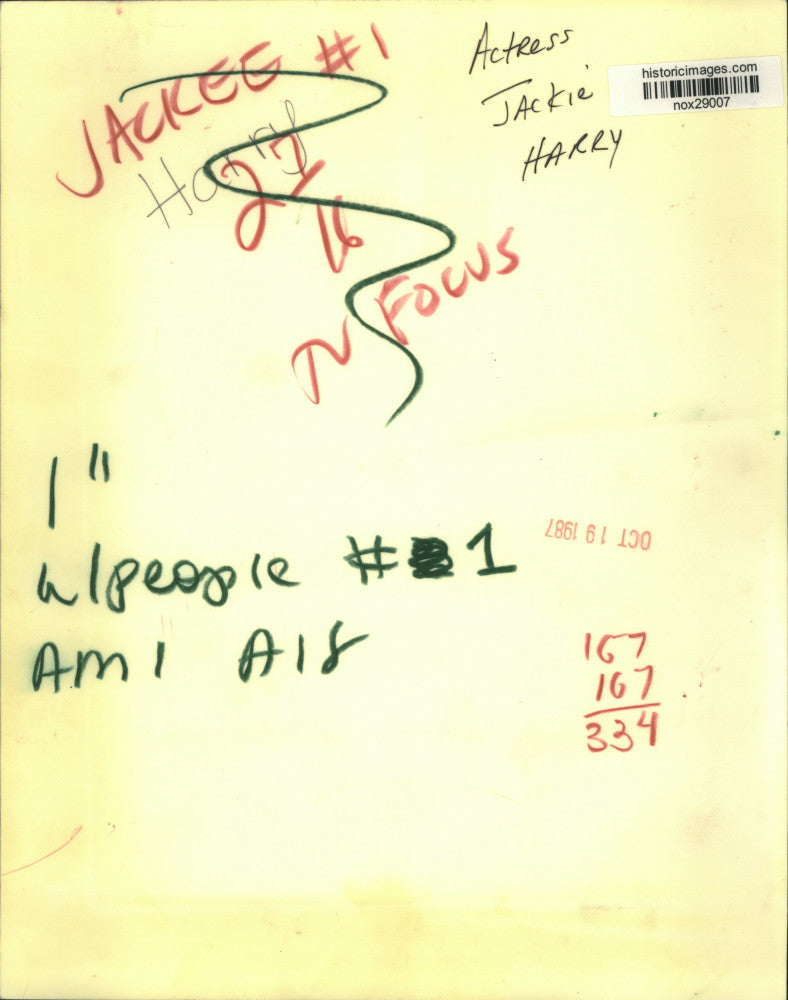 JACKEE #1
Harry
Actress
JAckie
HARRY
historicimages.com
nox29007
27/16
TV FOCUS
1"
w/people #1
AM1 A18
OCT 19 1987
167
167
334